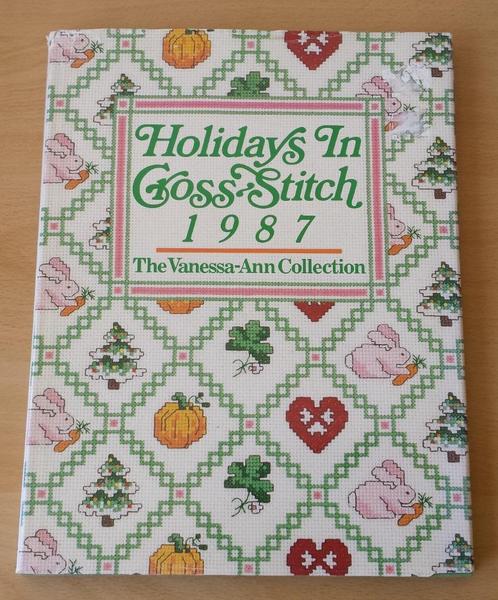 Holidays In
Cross-Stitch
1987
The Vanessa-Ann Collection